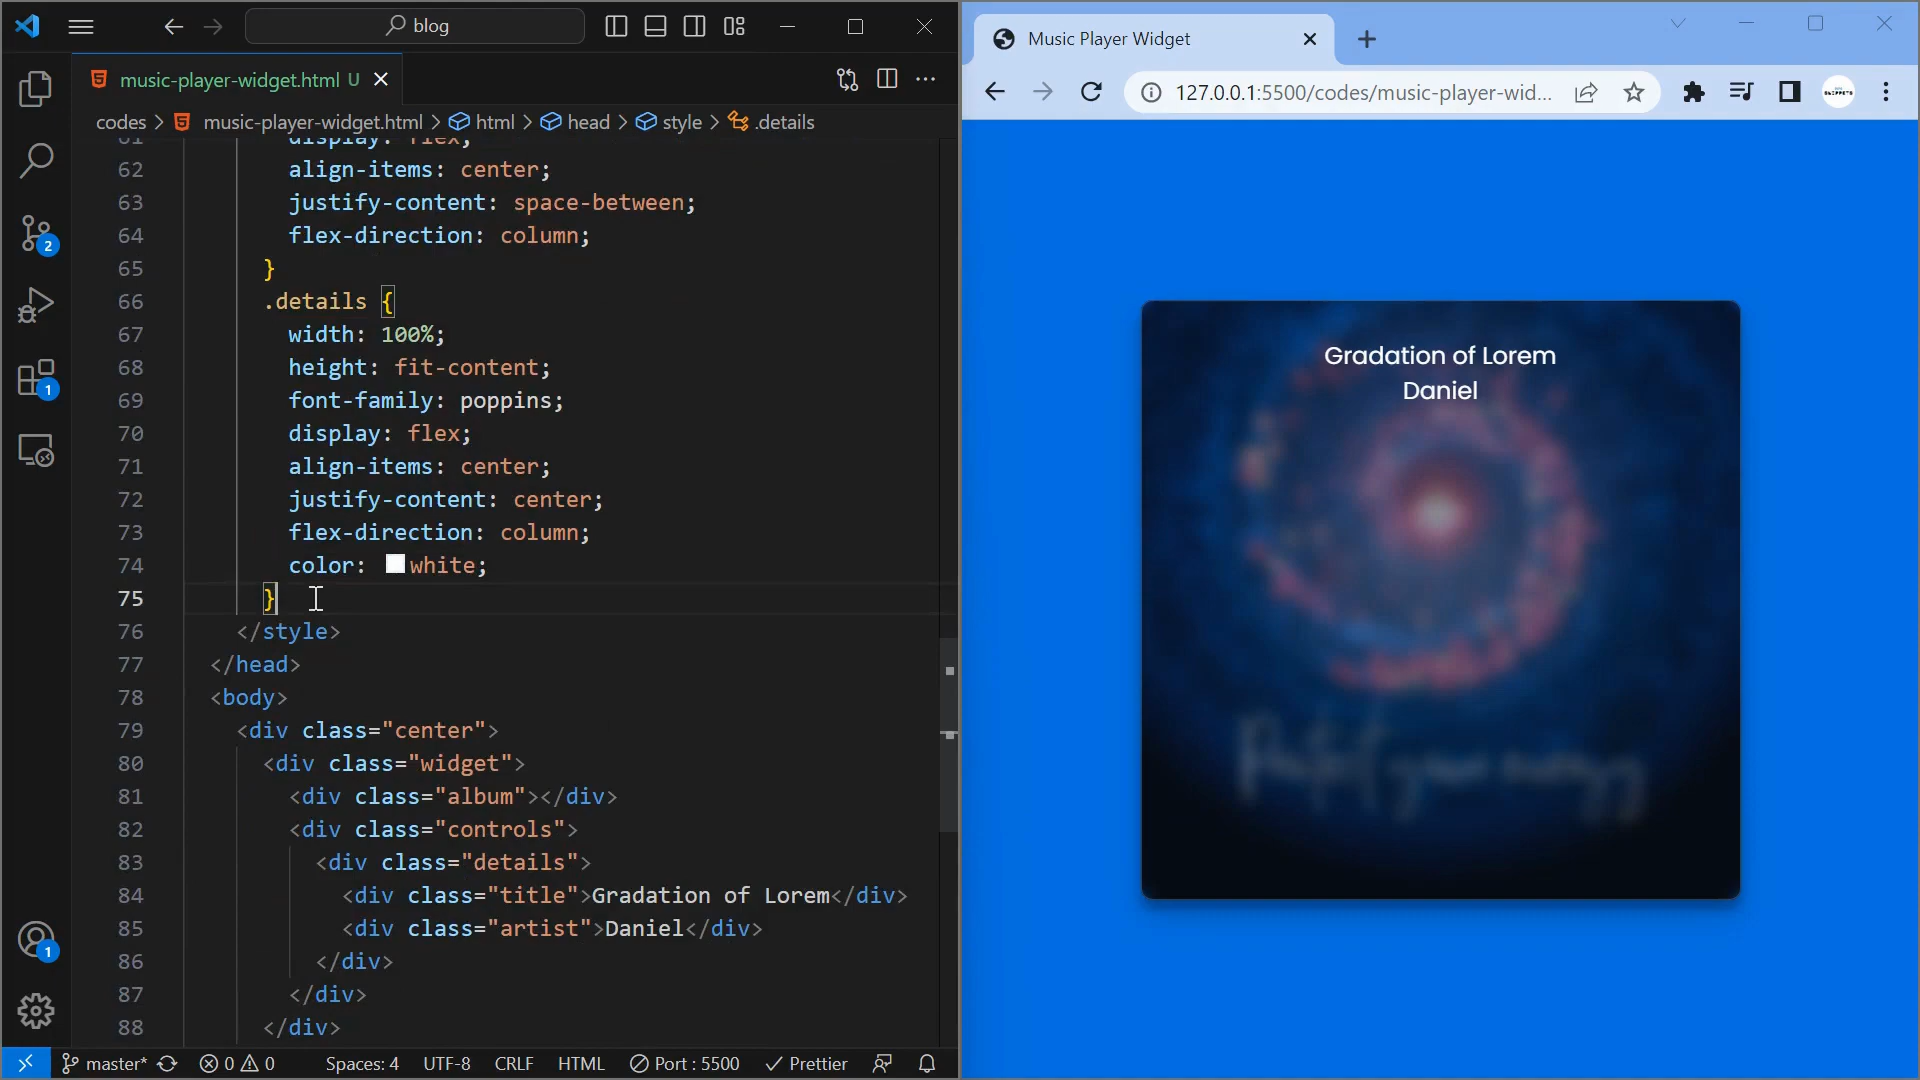 blog
music-player-widget.html U
codes > music-player-widget.html > html > head > style > .details
61 display: flex;
62 align-items: center;
63 justify-content: space-between;
64 flex-direction: column;
65 }
66 .details {
67 width: 100%;
68 height: fit-content;
69 font-family: poppins;
70 display: flex;
71 align-items: center;
72 justify-content: center;
73 flex-direction: column;
74 color: white;
75 }
76 </style>
77 </head>
78 <body>
79 <div class="center">
80 <div class="widget">
81 <div class="album"></div>
82 <div class="controls">
83 <div class="details">
84 <div class="title">Gradation of Lorem</div>
85 <div class="artist">Daniel</div>
86 </div>
87 </div>
88 </div>
2
1
1
master* 0 0 Spaces: 4 UTF-8 CRLF HTML Port : 5500 Prettier
Music Player Widget
127.0.0.1:5500/codes/music-player-wid...
Gradation of Lorem
Daniel